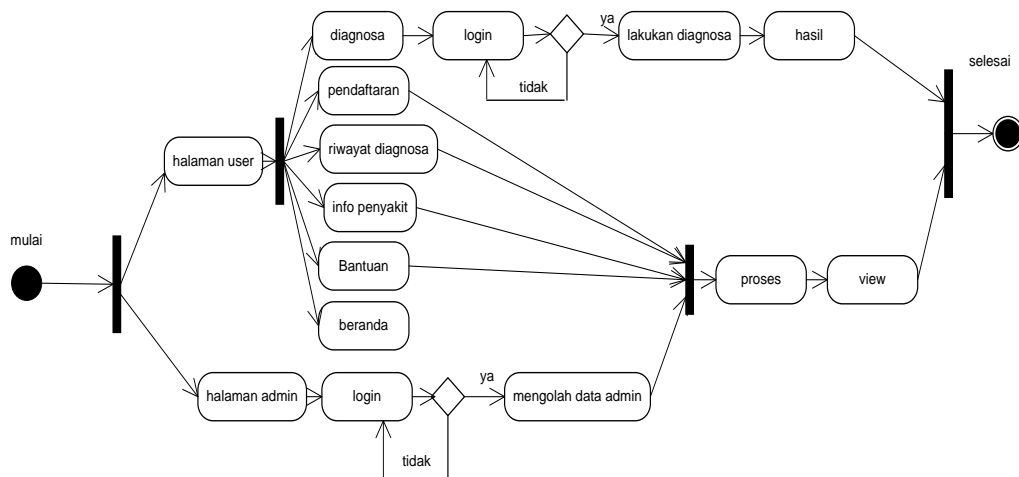 diagnosa
login
ya
lakukan diagnosa
hasil
selesai
tidak
pendaftaran
riwayat diagnosa
halaman user
info penyakit
mulai
Bantuan
proses
view
beranda
halaman admin
login
ya
mengolah data admin
tidak